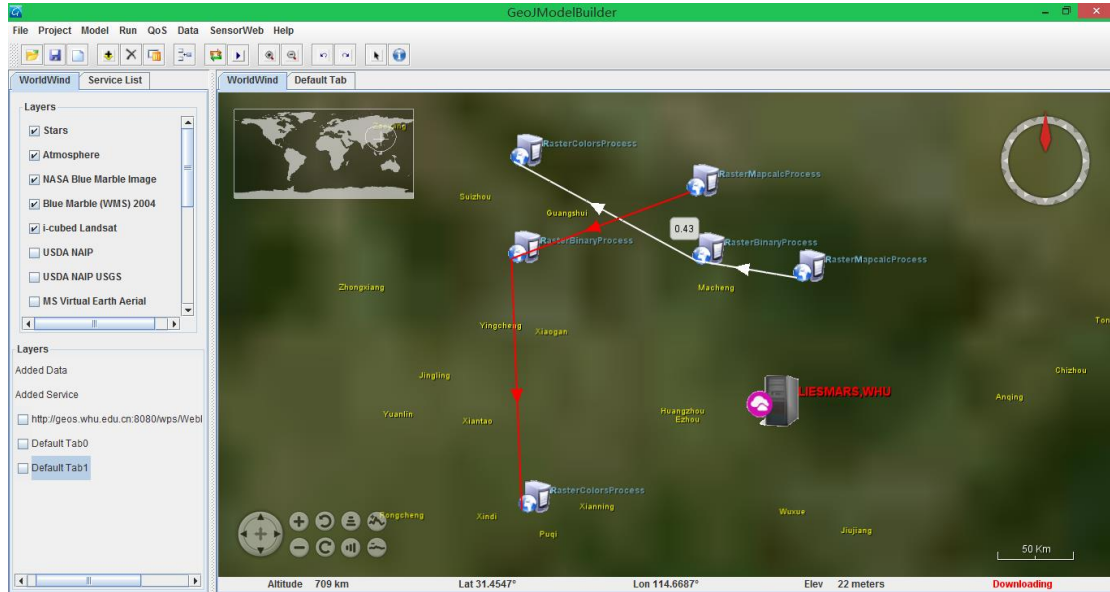 GeoJModelBuilder
File Project Model Run QoS Data SensorWeb Help
WorldWind Service List
WorldWind Default Tab
Layers
Stars
Atmosphere
NASA Blue Marble Image
Blue Marble (WMS) 2004
i-cubed Landsat
USDA NAIP
USDA NAIP USGS
MS Virtual Earth Aerial
Layers
Added Data
Added Service
http://geos.whu.edu.cn:8080/wps/Webl
Default Tab0
Default Tab1
RasterColorsProcess
RasterMapcalcProcess
Suizhou
Guangshui
0.43
RasterBinaryProcess
RasterBinaryProcess
RasterMapcalcProcess
Zhongxiang
Macheng
Yingcheng
Xiaogan
Jingling
Chizhou
LIESMARS,WHU
Anqing
Yuanlin
Xiantao
Huangzhou
Ezhou
RasterColorsProcess
Xianning
Xindi
Wuxue
Puqi
Jiujiang
50 Km
Altitude 709 km Lat 31.4547° Lon 114.6687° Elev 22 meters Downloading